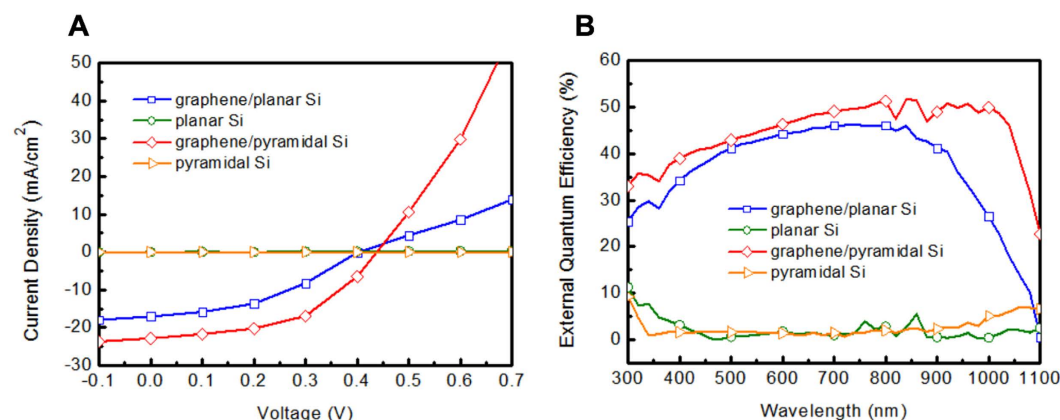 A
50
40
30
20
10
0
-10
-20
-30
Current Density (mA/cm²)
graphene/planar Si
planar Si
graphene/pyramidal Si
pyramidal Si
-0.1 0.0 0.1 0.2 0.3 0.4 0.5 0.6 0.7
Voltage (V)
B
60
50
40
30
20
10
0
External Quantum Efficiency (%)
graphene/planar Si
planar Si
graphene/pyramidal Si
pyramidal Si
300 400 500 600 700 800 900 1000 1100
Wavelength (nm)